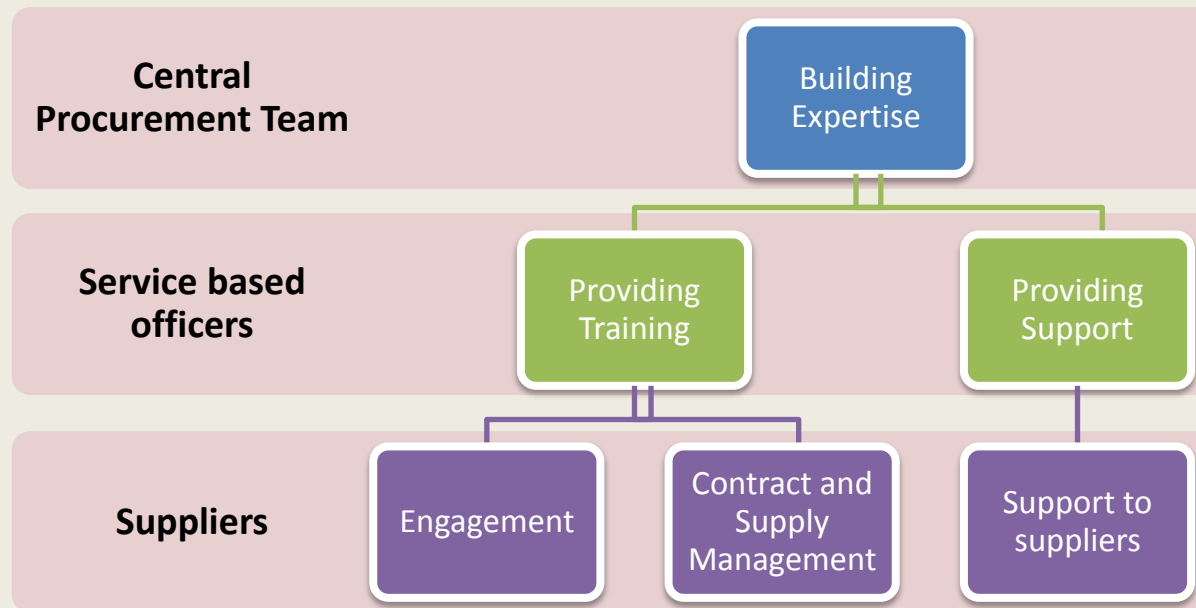 Central
Procurement Team
Building
Expertise
Service based
officers
Providing
Training
Providing
Support
Suppliers
Engagement
Contract and
Supply
Management
Support to
suppliers